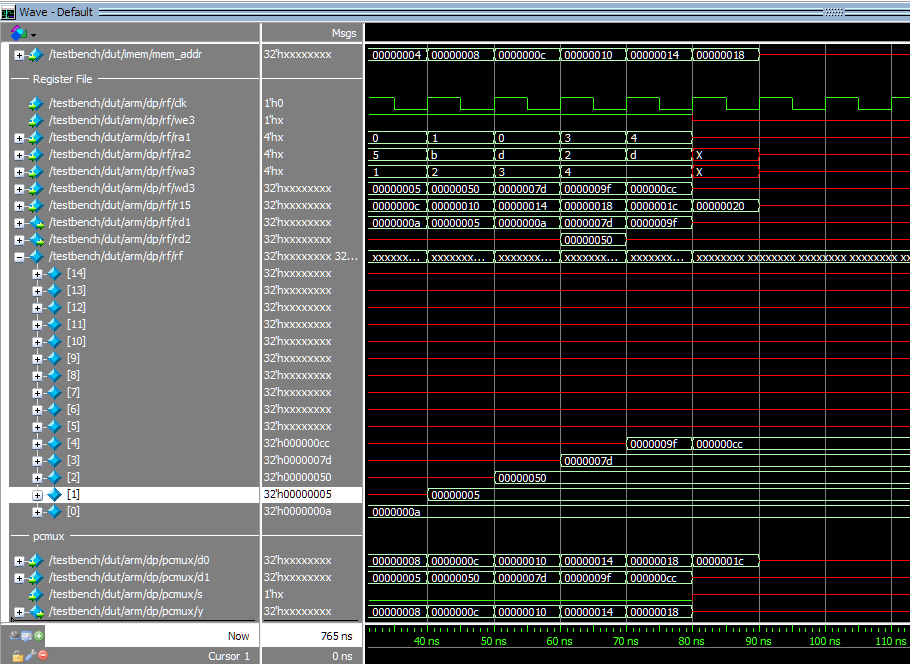 Wave - Default
Msgs
/testbench/dut/imem/mem_addr 32'hxxxxxxxx 00000004 00000008 0000000c 00000010 00000014 00000018
Register File
/testbench/dut/arm/dp/rf/clk 1'h0
/testbench/dut/arm/dp/rf/we3 1'hx
/testbench/dut/arm/dp/rf/ra1 4'hx 0 1 0 3 4
/testbench/dut/arm/dp/rf/ra2 4'hx 5 b d 2 d X
/testbench/dut/arm/dp/rf/wa3 4'hx 1 2 3 4 X
/testbench/dut/arm/dp/rf/wd3 32'hxxxxxxxx 00000005 00000050 0000007d 0000009f 000000cc
/testbench/dut/arm/dp/rf/r15 32'hxxxxxxxx 0000000c 00000010 00000014 00000018 0000001c 00000020
/testbench/dut/arm/dp/rf/rd1 32'hxxxxxxxx 0000000a 00000005 0000000a 0000007d 0000009f
/testbench/dut/arm/dp/rf/rd2 32'hxxxxxxxx 00000050
/testbench/dut/arm/dp/rf/rf 32'hxxxxxxxx 32... xxxxxx... xxxxxxx... xxxxxxx... xxxxxxx... xxxxxxx... xxxxxxxx xxxxxxxx xxxxxxxx xxxxxxxx xx
[14] 32'hxxxxxxxx
[13] 32'hxxxxxxxx
[12] 32'hxxxxxxxx
[11] 32'hxxxxxxxx
[10] 32'hxxxxxxxx
[9] 32'hxxxxxxxx
[8] 32'hxxxxxxxx
[7] 32'hxxxxxxxx
[6] 32'hxxxxxxxx
[5] 32'hxxxxxxxx
[4] 32'h000000cc 0000009f 000000cc
[3] 32'h0000007d 0000007d
[2] 32'h00000050 00000050
[1] 32'h00000005 00000005
[0] 32'h0000000a 0000000a
pcmux
/testbench/dut/arm/dp/pcmux/d0 32'hxxxxxxxx 00000008 0000000c 00000010 00000014 00000018 0000001c
/testbench/dut/arm/dp/pcmux/d1 32'hxxxxxxxx 00000005 00000050 0000007d 0000009f 000000cc
/testbench/dut/arm/dp/pcmux/s 1'hx
/testbench/dut/arm/dp/pcmux/y 32'hxxxxxxxx 00000008 0000000c 00000010 00000014 00000018
Now 765 ns 40 ns 50 ns 60 ns 70 ns 80 ns 90 ns 100 ns 110 ns
Cursor 1 0 ns